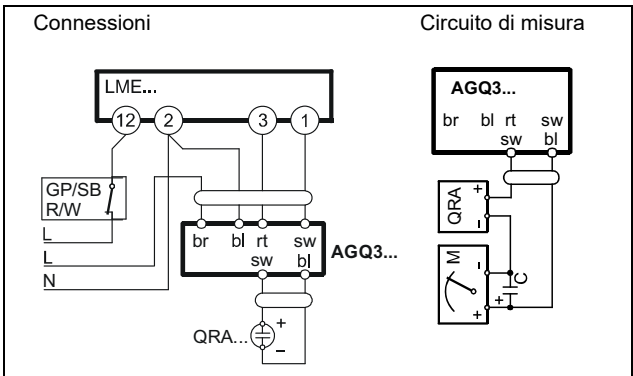 Connessioni
Circuito di misura
LME...
12 2 3 1
GP/SB
R/W
L
L
N
br bl rt sw
sw bl
AGQ3...
QRA...
+
–
AGQ3...
br bl rt sw
sw bl
QRA + -
M - +
C
+